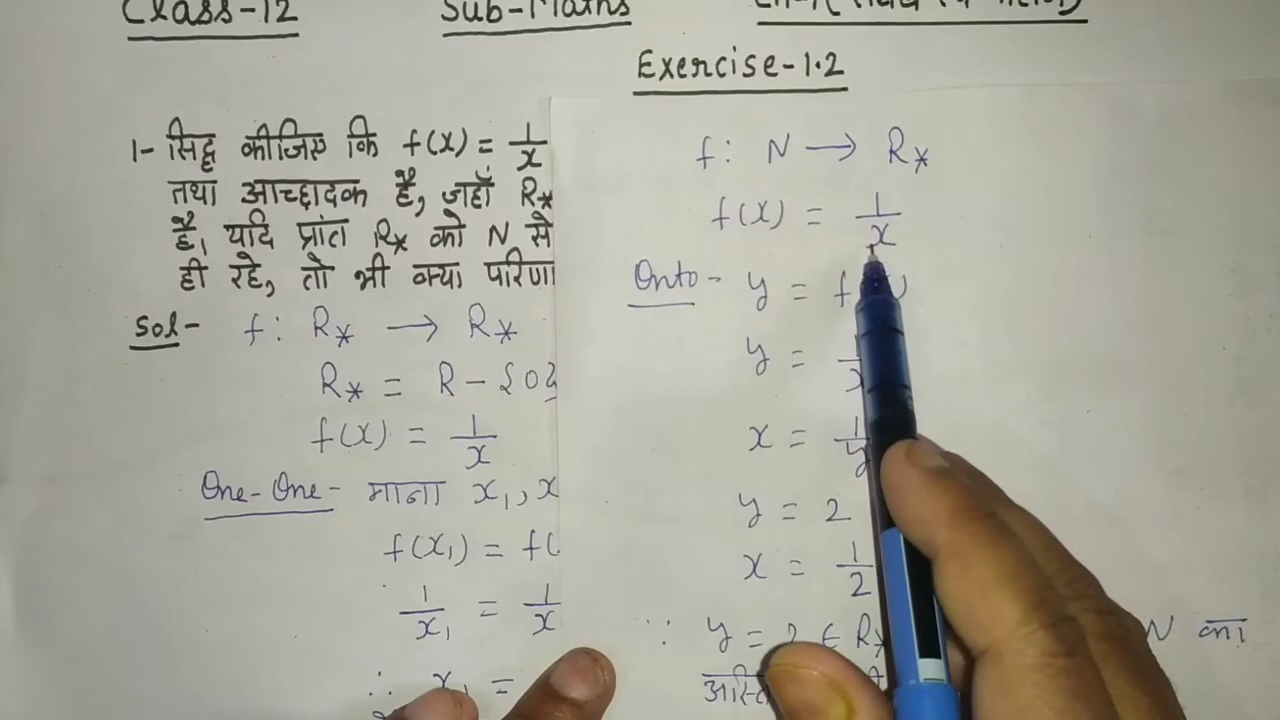 Class-12 Sub-Maths
Exercise-1.2
1- सिद्ध कीजिए कि f(x) = 1/x
तथा आच्छादक है, जहाँ R*
है। यदि प्रांत R* को N से
ही रहे, तो भी क्या परिणा
Sol- f: R* → R*
R* = R - {0}
f(x) = 1/x
One-One- माना x₁, x
f(x₁) = f(
1/x₁ = 1/x
∴ x₁ =
f: N → R*
f(x) = 1/x
Onto- y = f
y = 1/x
x = 1/y
y = 2
x = 1/2
∵ y = 2 ∈ R* N का